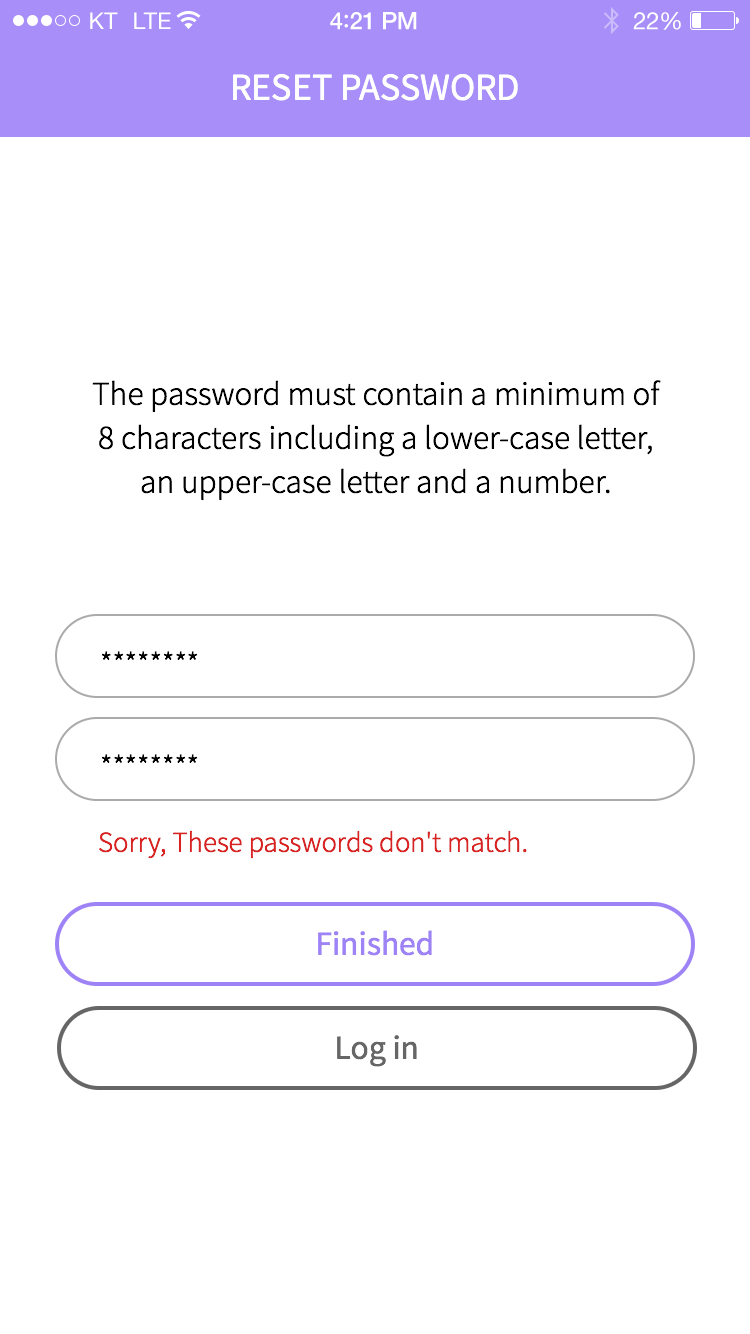 KT LTE 4:21 PM 22%
RESET PASSWORD
The password must contain a minimum of
8 characters including a lower-case letter,
an upper-case letter and a number.
********
********
Sorry, These passwords don't match.
Finished
Log in